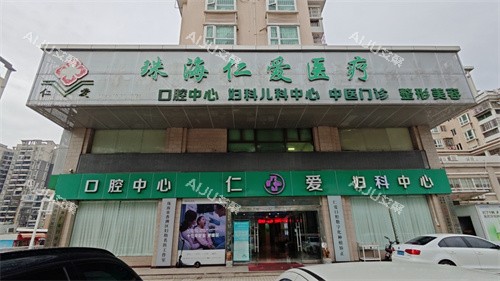 珠海仁爱医疗
仁爱
口腔中心 妇科儿科中心 中医门诊 整形美容
口腔中心 仁爱 妇科中心